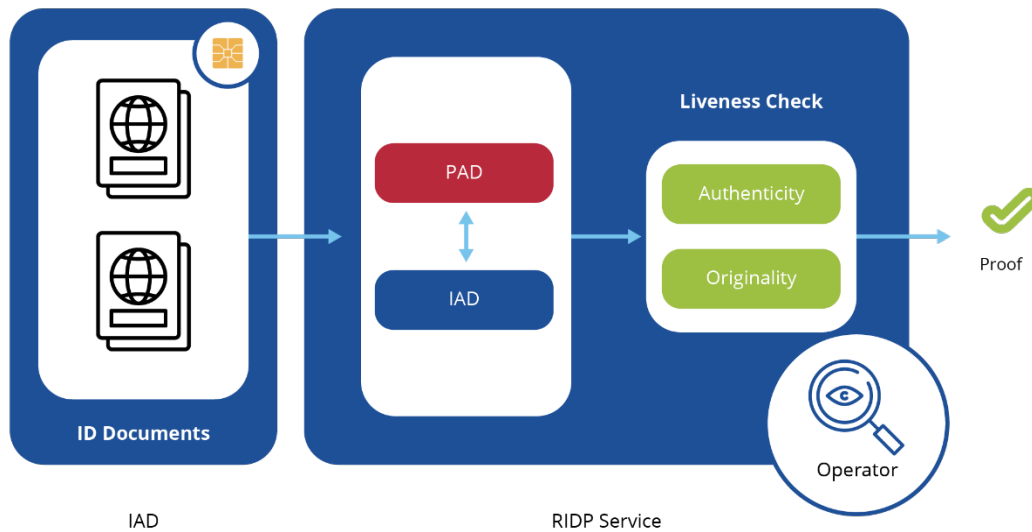 Liveness Check
PAD
Authenticity
Proof
Originality
IAD
ID Documents
Operator
IAD
RIDP Service